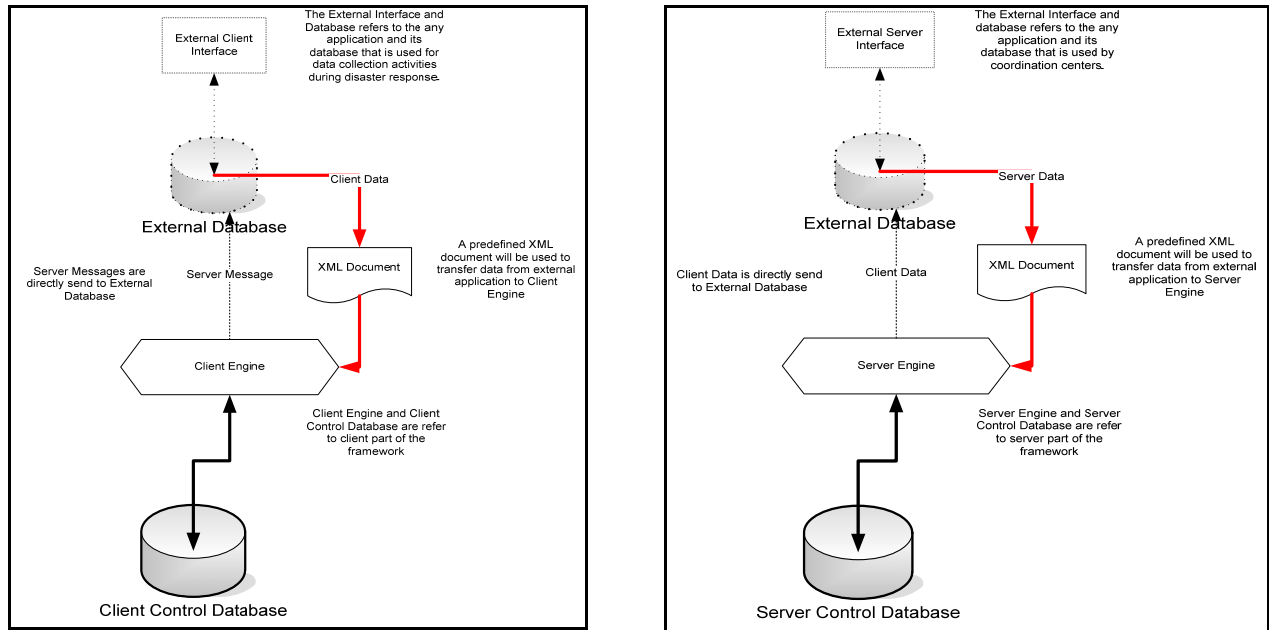 External Client
Interface
The External Interface and
Database refers to the any
application and its
database that is used for
data collection activities
during disaster response.
Client Data
External Database
XML Document
A predefined XML
document will be used to
transfer data from external
application to Client
Engine
Server Messages are
directly send to External
Database
Server Message
Client Engine
Client Engine and Client
Control Database are refer
to client part of the
framework
Client Control Database
External Server
Interface
The External Interface and
database refers to the any
application and its
database that is used by
coordination centers.
Server Data
External Database
XML Document
A predefined XML
document will be used to
transfer data from external
application to Server
Engine
Client Data is directly send
to External Database
Client Data
Server Engine
Server Engine and Server
Control Database are refer
to server part of the
framework
Server Control Database